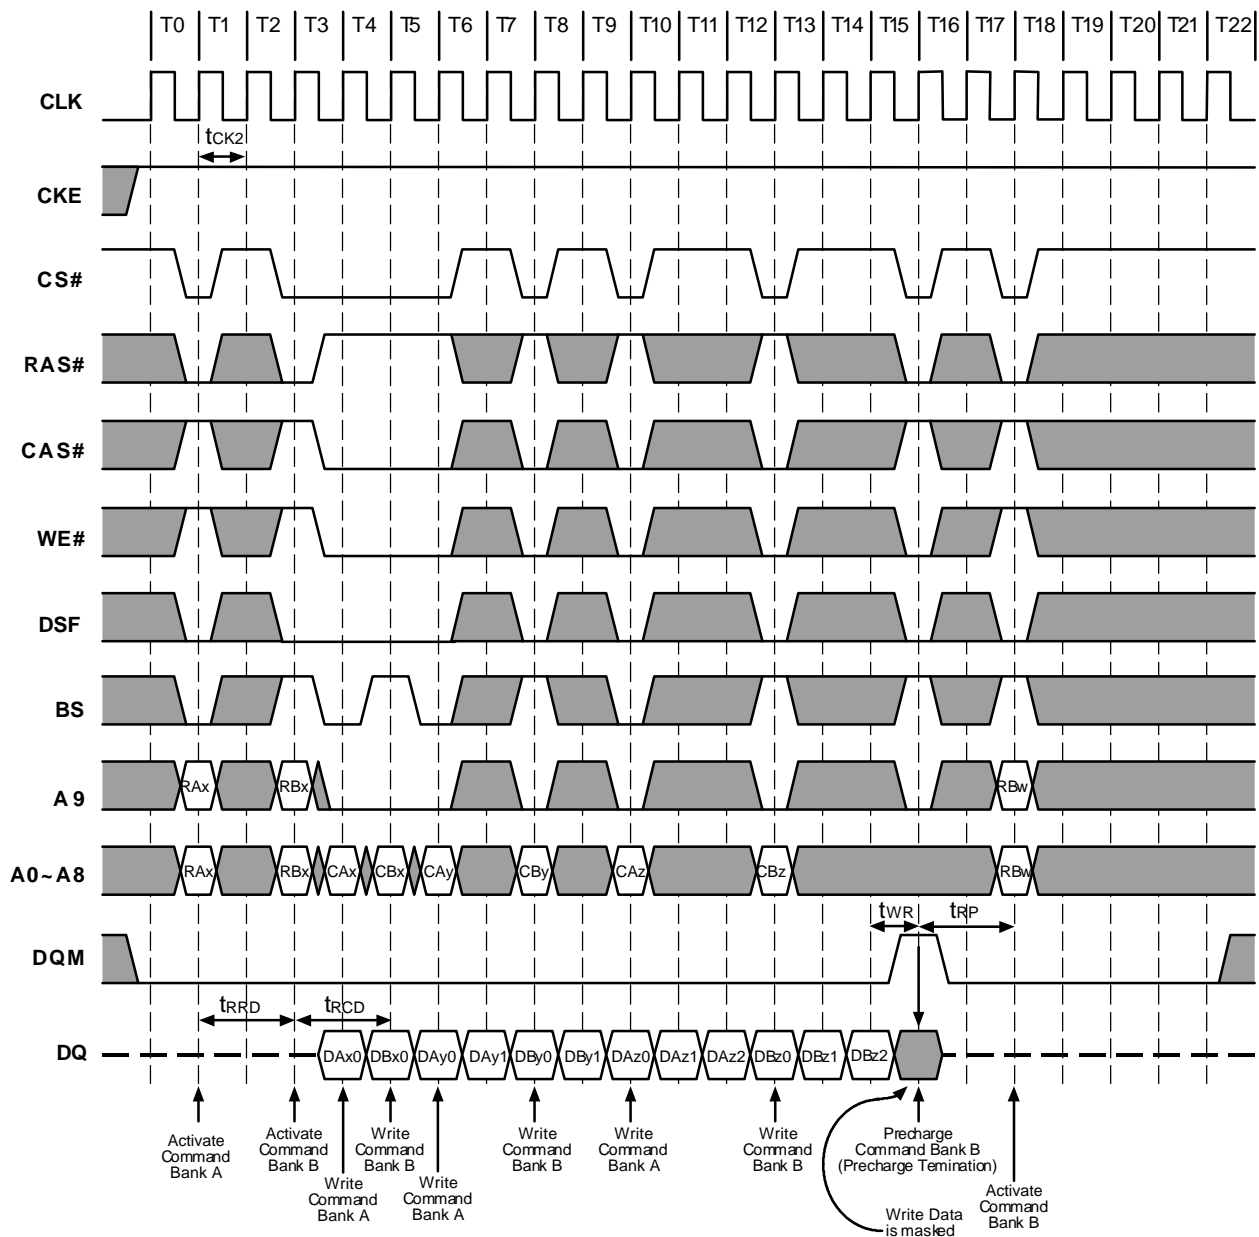 T0 T1 T2 T3 T4 T5 T6 T7 T8 T9 T10 T11 T12 T13 T14 T15 T16 T17 T18 T19 T20 T21 T22
CLK
tCK2
CKE
CS#
RAS#
CAS#
WE#
DSF
BS
A9
RAx RBx RBw
A0~A8
RAx RBx CAx CBx CAy CBy CAz CBz RBw
tWR tRP
DQM
tRRD tRCD
DQ
DAx0 DBx0 DAy0 DAy1 DBy0 DBy1 DAz0 DAz1 DAz2 DBz0 DBz1 DBz2
Activate
Command
Bank A
Activate
Command
Bank B
Write
Command
Bank A
Write
Command
Bank B
Write
Command
Bank A
Write
Command
Bank B
Write
Command
Bank A
Write
Command
Bank B
Precharge
Command Bank B
(Precharge Temination)
Write Data
is masked
Activate
Command
Bank B